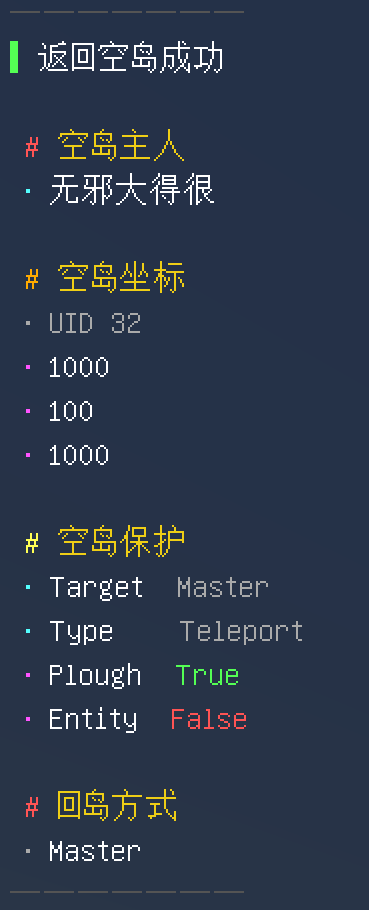 返回空岛成功
# 空岛主人
· 无邪大得很
# 空岛坐标
· UID 32
· 1000
· 100
· 1000
# 空岛保护
· Target Master
· Type Teleport
· Plough True
· Entity False
# 回岛方式
· Master